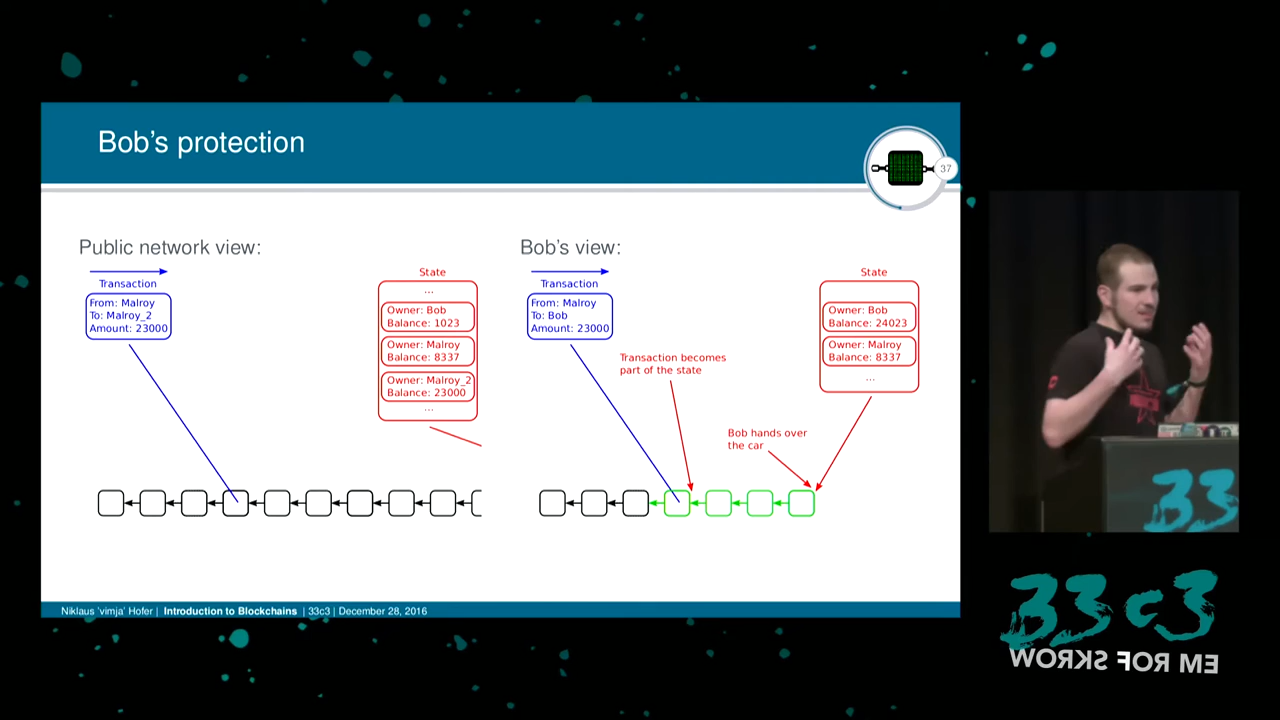 Bob's protection
37
Public network view:
Transaction
From: Malroy
To: Malroy_2
Amount: 23000
State
...
Owner: Bob
Balance: 1023
Owner: Malroy
Balance: 8337
Owner: Malroy_2
Balance: 23000
...
Bob's view:
Transaction
From: Malroy
To: Bob
Amount: 23000
Transaction becomes
part of the state
Bob hands over
the car
State
Owner: Bob
Balance: 24023
Owner: Malroy
Balance: 8337
...
Niklaus 'vimja' Hofer | Introduction to Blockchains | 33c3 | December 28, 2016
33
33c3
WORKS FOR ME